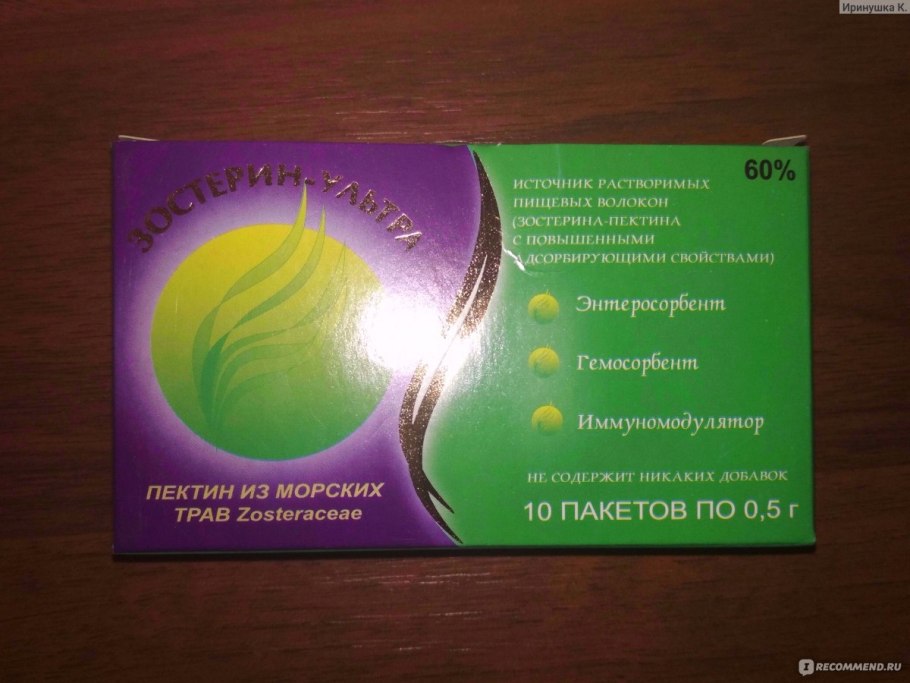 Иринушка К.
ЗОСТЕРИН-УЛЬТРА
60%
ИСТОЧНИК РАСТВОРИМЫХ
ПИЩЕВЫХ ВОЛОКОН
(ЗОСТЕРИНА-ПЕКТИНА
С ПОВЫШЕННЫМИ
АДСОРБИРУЮЩИМИ СВОЙСТВАМИ)
Энтеросорбент
Гемосорбент
Иммуномодулятор
НЕ СОДЕРЖИТ НИКАКИХ ДОБАВОК
10 ПАКЕТОВ ПО 0,5 г
ПЕКТИН ИЗ МОРСКИХ
ТРАВ Zosteraceae
IRECOMMEND.RU